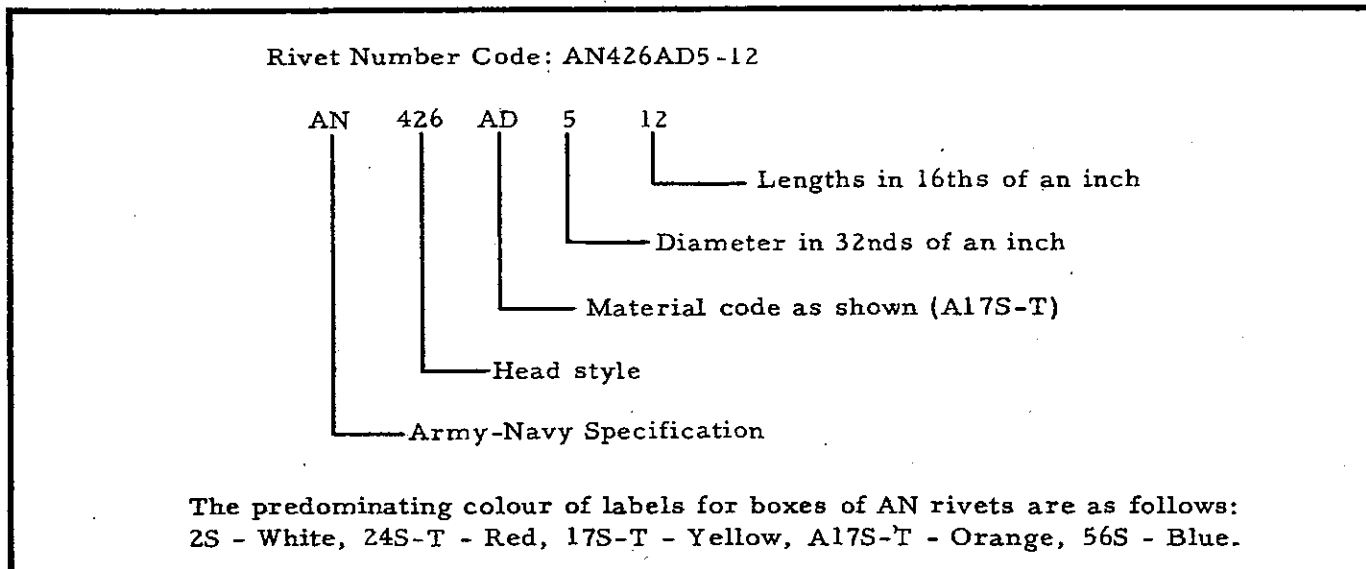 Rivet Number Code: AN426AD5-12
AN 426 AD 5 12
Lengths in 16ths of an inch
Diameter in 32nds of an inch
Material code as shown (A17S-T)
Head style
Army-Navy Specification
The predominating colour of labels for boxes of AN rivets are as follows:
2S - White, 24S-T - Red, 17S-T - Yellow, A17S-T - Orange, 56S - Blue.